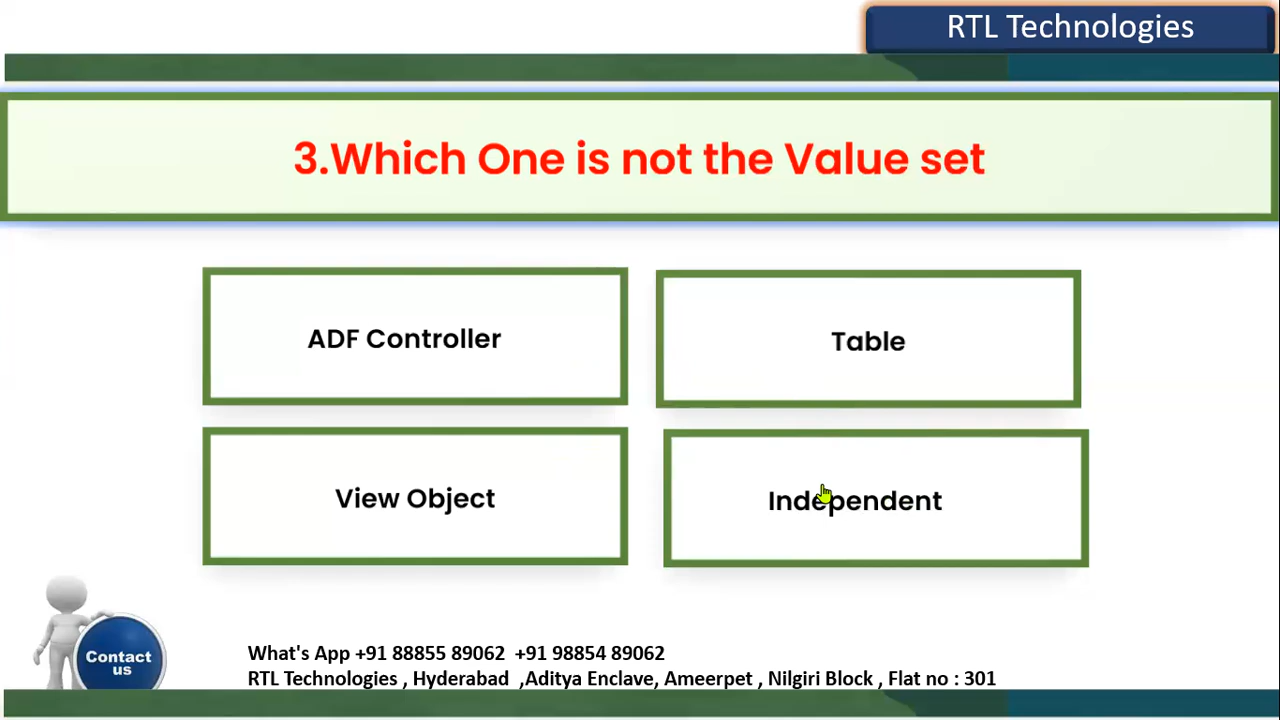 RTL Technologies
3.Which One is not the Value set
ADF Controller
Table
View Object
Independent
Contact
us
What's App +91 88855 89062 +91 98854 89062
RTL Technologies , Hyderabad ,Aditya Enclave, Ameerpet , Nilgiri Block , Flat no : 301